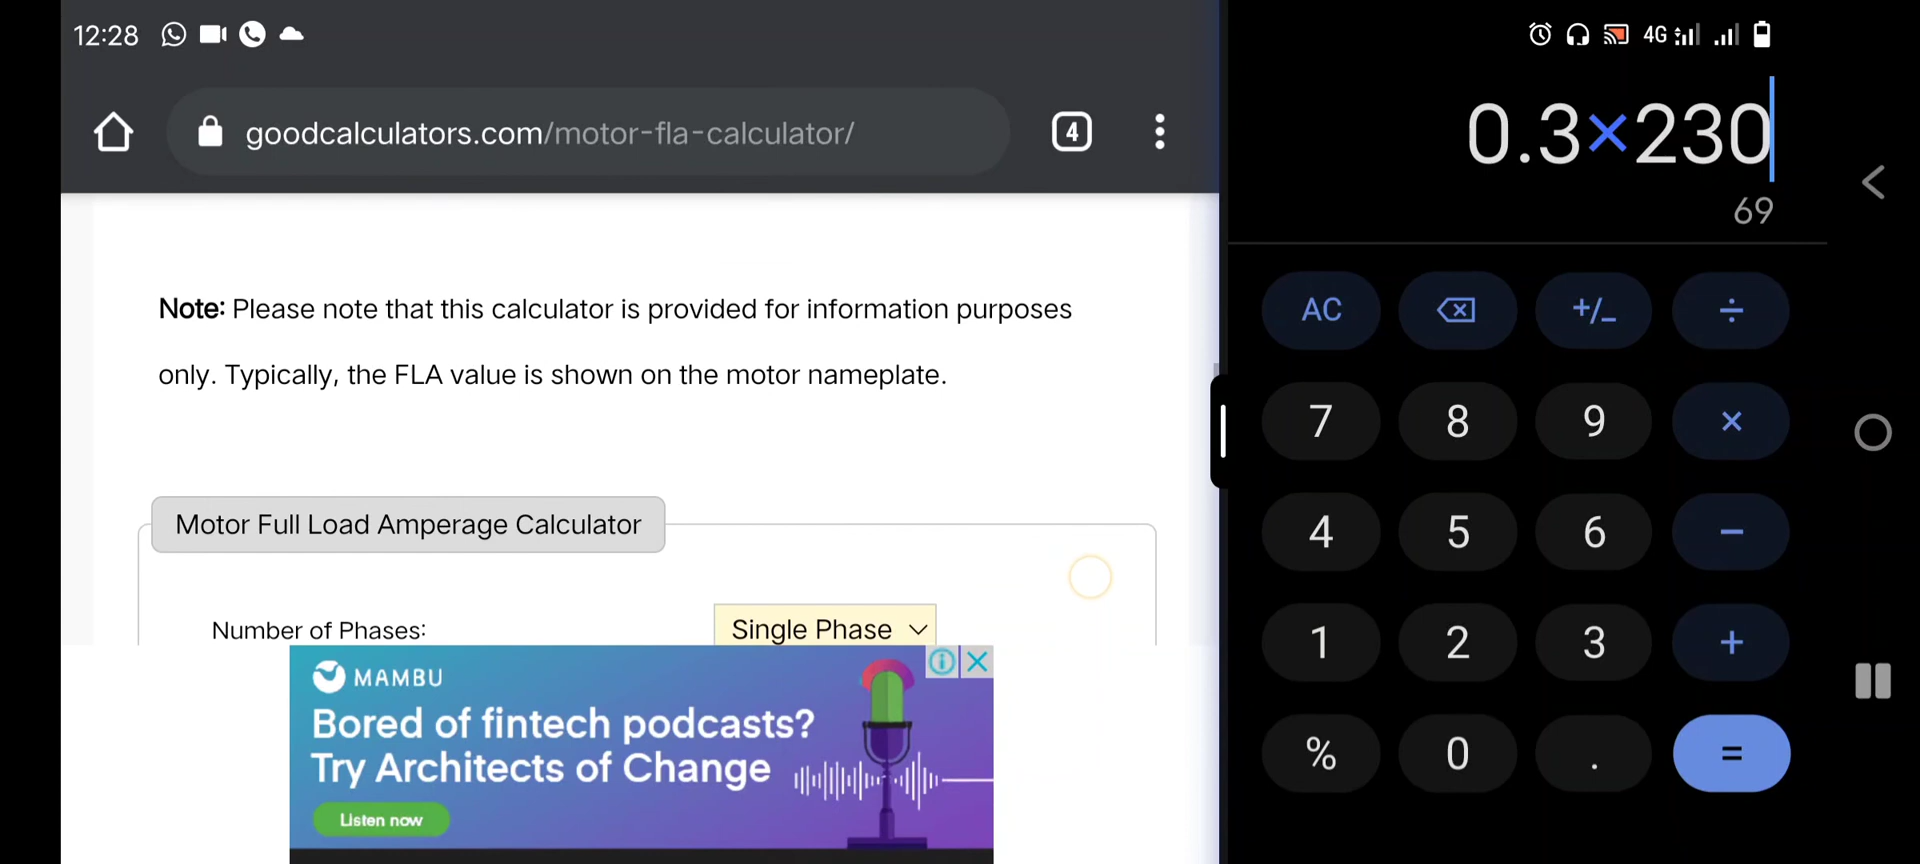 12:28
4G
goodcalculators.com/motor-fla-calculator/
4
Note: Please note that this calculator is provided for information purposes
only. Typically, the FLA value is shown on the motor nameplate.
Motor Full Load Amperage Calculator
Number of Phases:
Single Phase
MAMBU
Bored of fintech podcasts?
Try Architects of Change
Listen now
0.3×230
69
AC +/− ÷
7 8 9 ×
4 5 6 −
1 2 3 +
% 0 . =